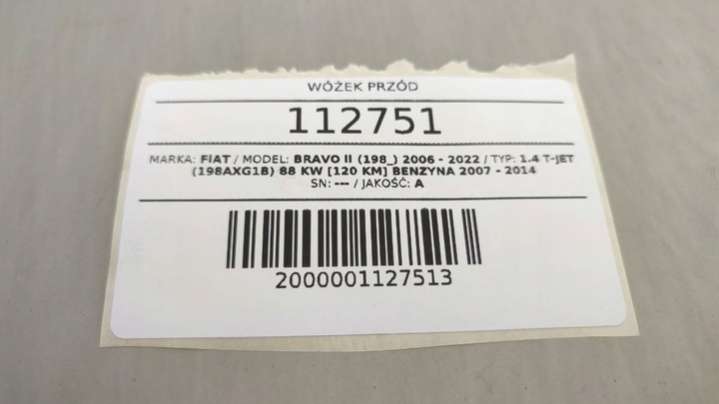 WÓZEK PRZÓD
112751
MARKA: FIAT / MODEL: BRAVO II (198_) 2006 - 2022 / TYP: 1.4 T-JET
(198AXG1B) 88 KW [120 KM] BENZYNA 2007 - 2014
SN: --- / JAKOŚĆ: A
2000001127513